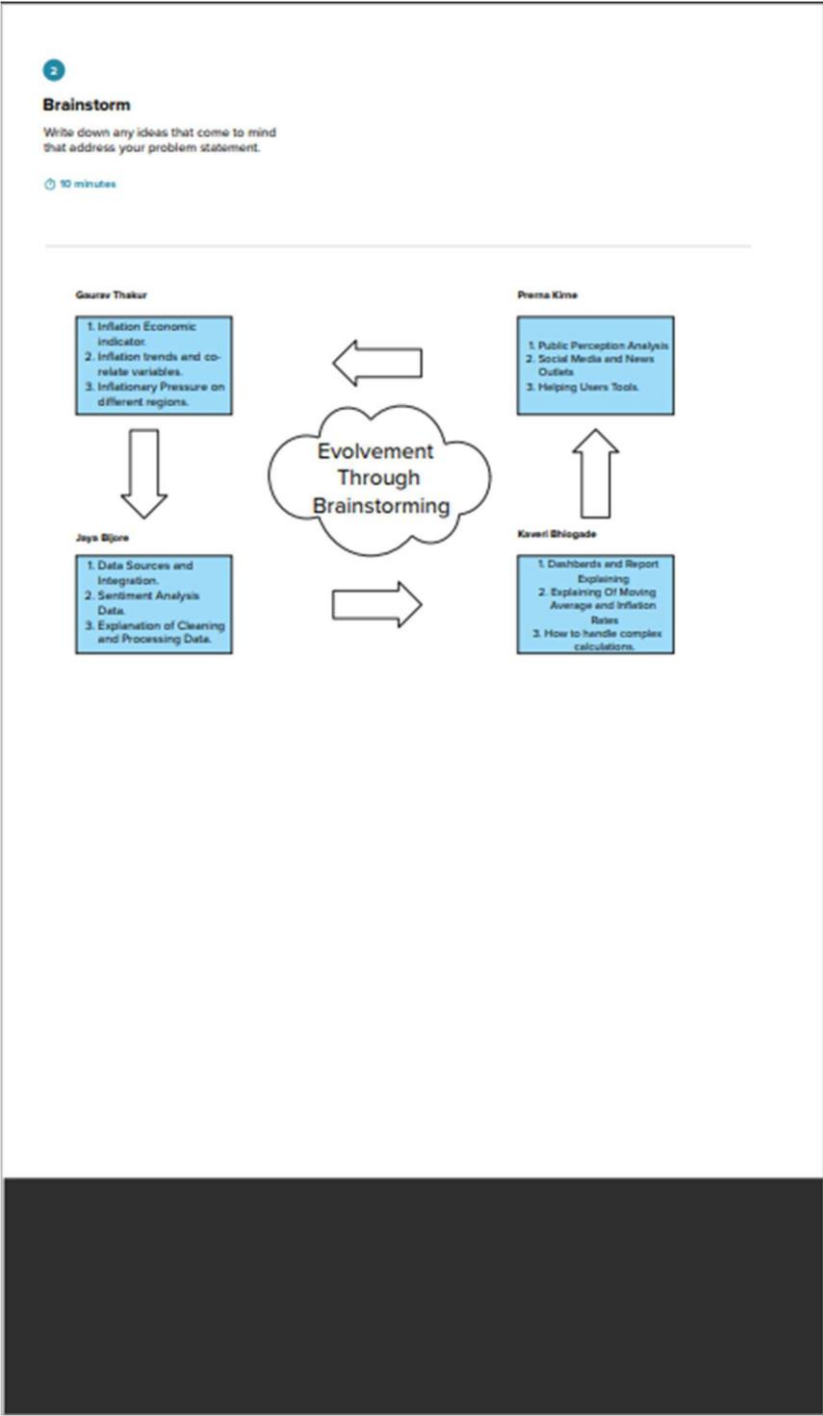 2
Brainstorm
Write down any ideas that come to mind
that address your problem statement.
10 minutes
Gaurav Thakur
1. Inflation Economic
indicator.
2. Inflation trends and co-
relate variables.
3. Inflationary Pressure on
different regions.
Prerna Kirne
1. Public Perception Analysis
2. Social Media and News
Outlets
3. Helping Users Tools.
Evolvement
Through
Brainstorming
Jaya Bijore
1. Data Sources and
Integration.
2. Sentiment Analysis
Data.
3. Explanation of Cleaning
and Processing Data.
Kaveri Bhiogade
1. Dashberds and Report
Explaining
2. Explaining Of Moving
Average and Inflation
Rates
3. How to handle complex
calculations.